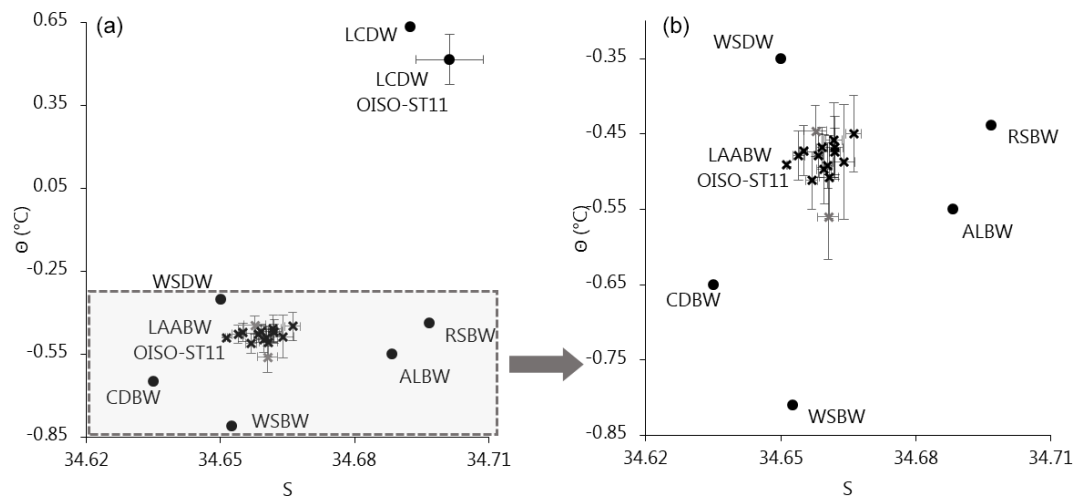 (a)
0.65
0.35
0.05
-0.25
-0.55
-0.85
Θ (°C)
LCDW
LCDW
OISO-ST11
WSDW
LAABW
OISO-ST11
RSBW
ALBW
CDBW
WSBW
34.62
34.65
34.68
34.71
S
(b)
-0.35
-0.45
-0.55
-0.65
-0.75
-0.85
Θ (°C)
WSDW
RSBW
LAABW
OISO-ST11
ALBW
CDBW
WSBW
34.62
34.65
34.68
34.71
S